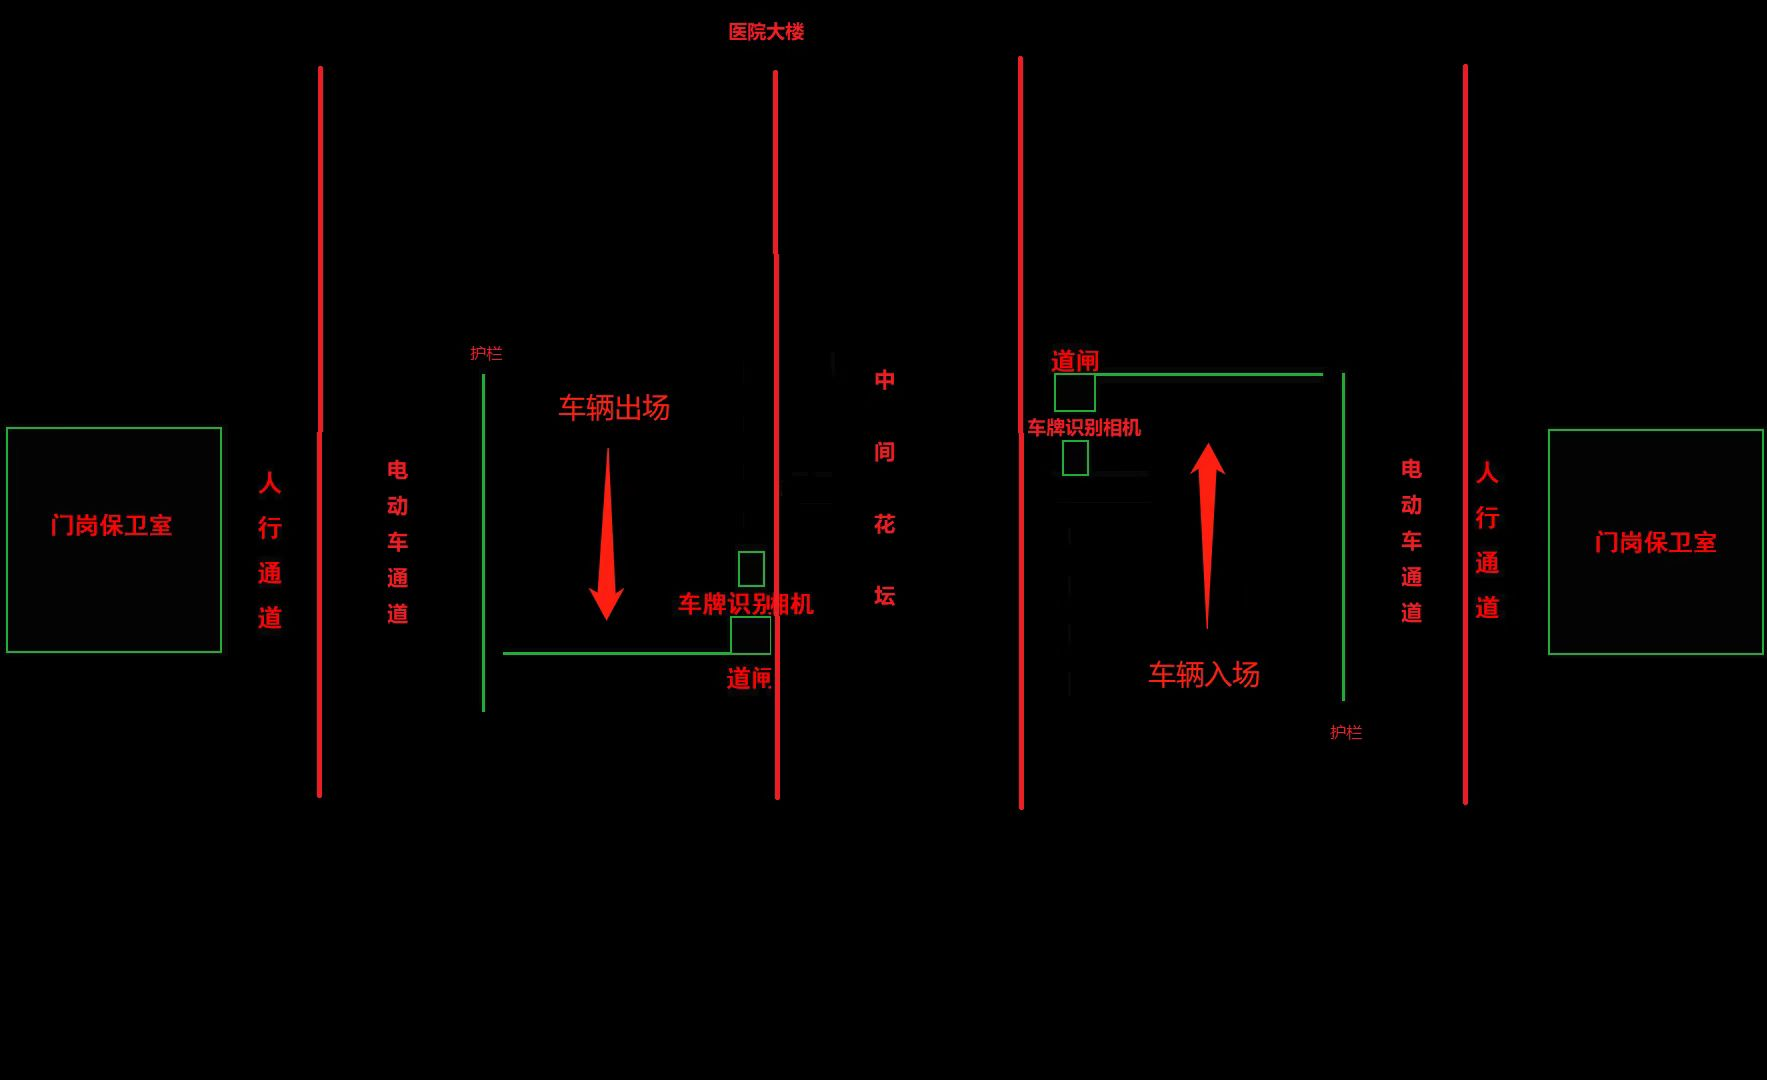 医院大楼
护栏
车辆出场
门岗保卫室
人行通道
电动车通道
车牌识别相机
道闸
中间花坛
道闸
车牌识别相机
车辆入场
护栏
电动车通道
人行通道
门岗保卫室